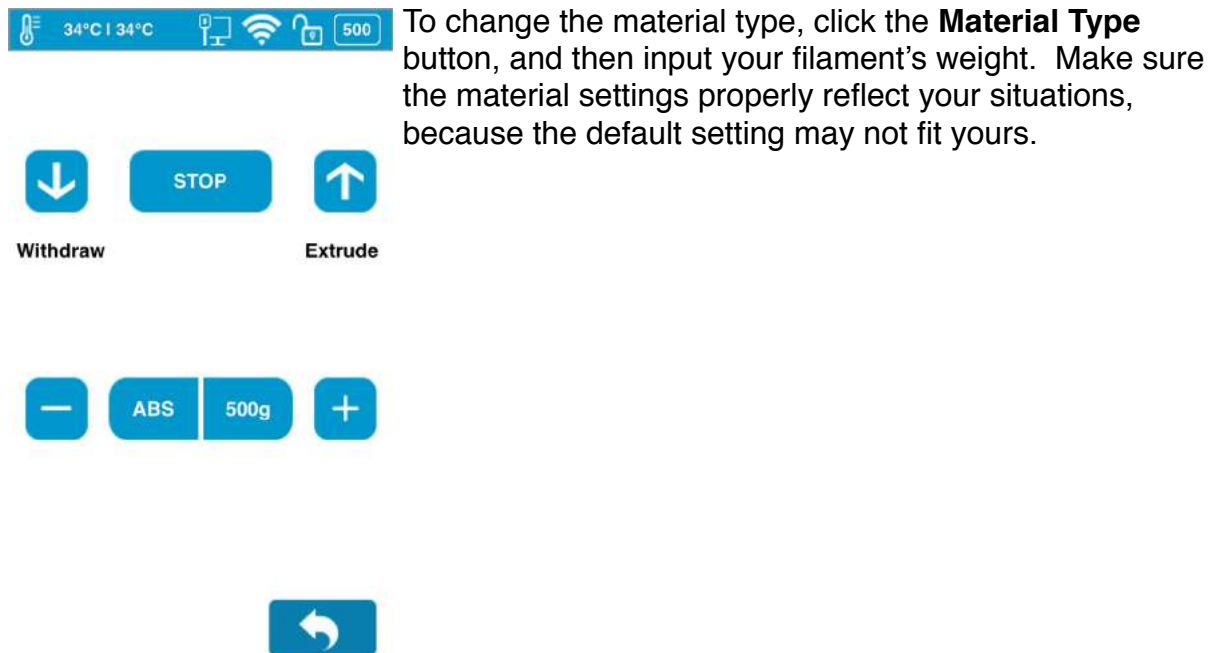 34°C I 34°C 500
To change the material type, click the Material Type
button, and then input your filament’s weight.  Make sure
the material settings properly reflect your situations,
because the default setting may not fit yours.
STOP
Withdraw Extrude
ABS 500g